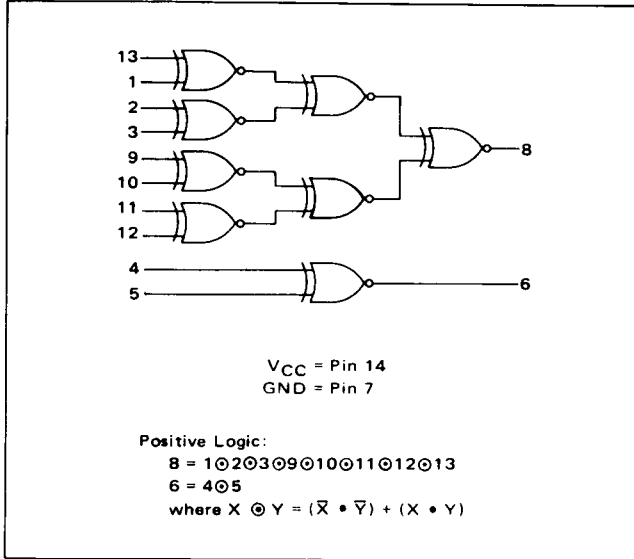 13
1
2
3
9
10
11
12
8
4
5
6
VCC = Pin 14
GND = Pin 7
Positive Logic:
8 = 1⊙2⊙3⊙9⊙10⊙11⊙12⊙13
6 = 4⊙5
where X ⊙ Y = (X̅ • Y̅) + (X • Y)